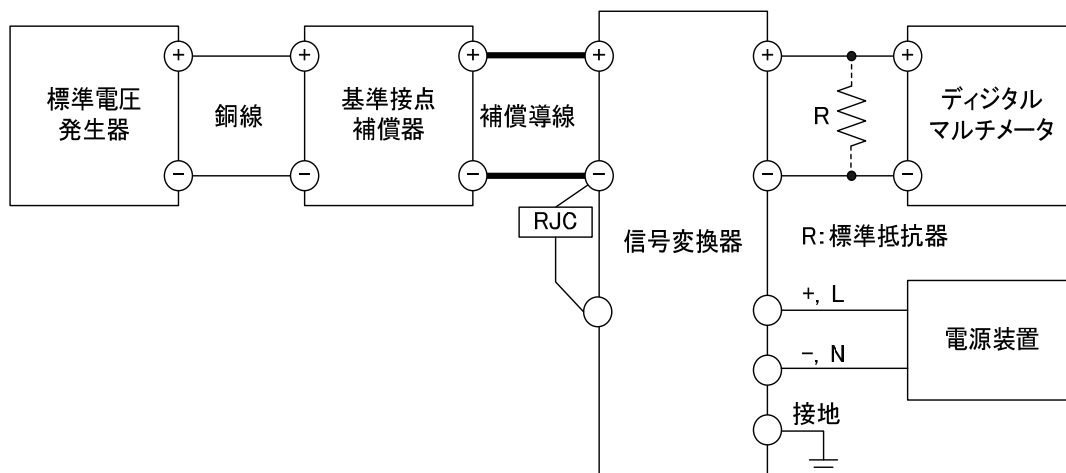 +
+
+
+
+
+
標準電圧
発生器
銅線
基準接点
補償器
補償導線
R
ディジタル
マルチメータ
−
−
−
−
−
−
RJC
信号変換器
R: 標準抵抗器
+, L
電源装置
−, N
接地